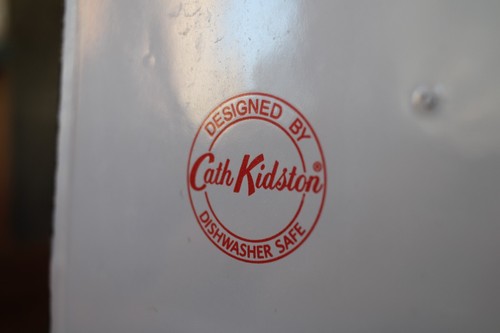 DESIGNED BY
Cath Kidston®
DISHWASHER SAFE